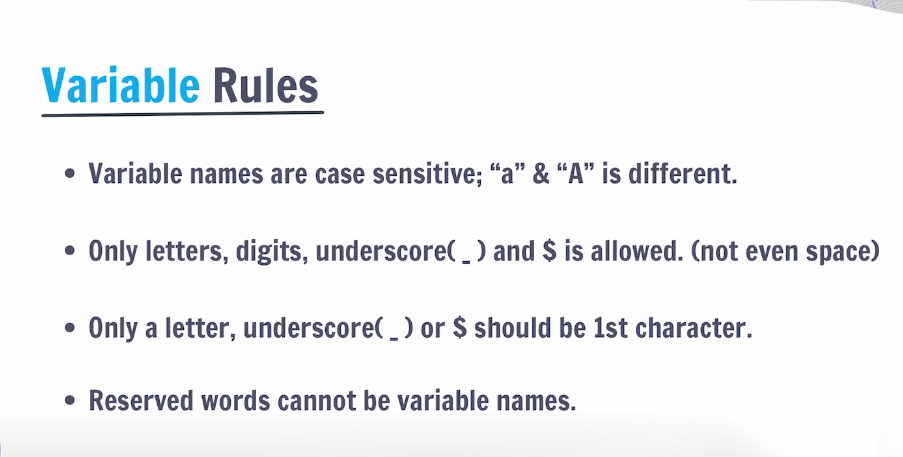 Variable Rules
• Variable names are case sensitive; “a” & “A” is different.
• Only letters, digits, underscore( _ ) and $ is allowed. (not even space)
• Only a letter, underscore( _ ) or $ should be 1st character.
• Reserved words cannot be variable names.